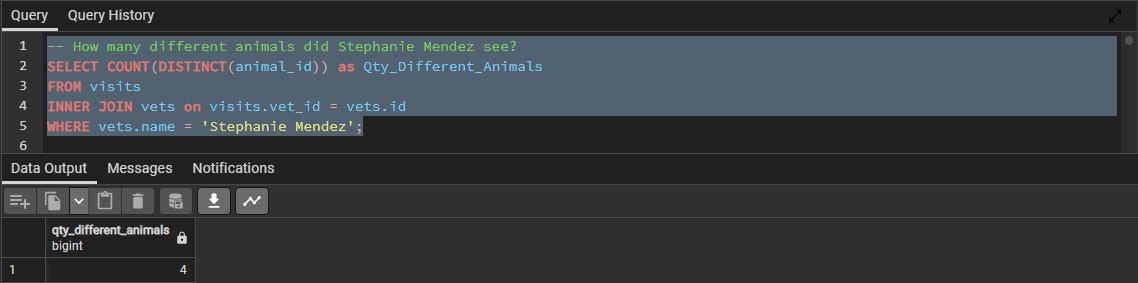 Query Query History
1 -- How many different animals did Stephanie Mendez see?
2 SELECT COUNT(DISTINCT(animal_id)) as Qty_Different_Animals
3 FROM visits
4 INNER JOIN vets on visits.vet_id = vets.id
5 WHERE vets.name = 'Stephanie Mendez';
6
Data Output Messages Notifications
qty_different_animals
bigint
1 4